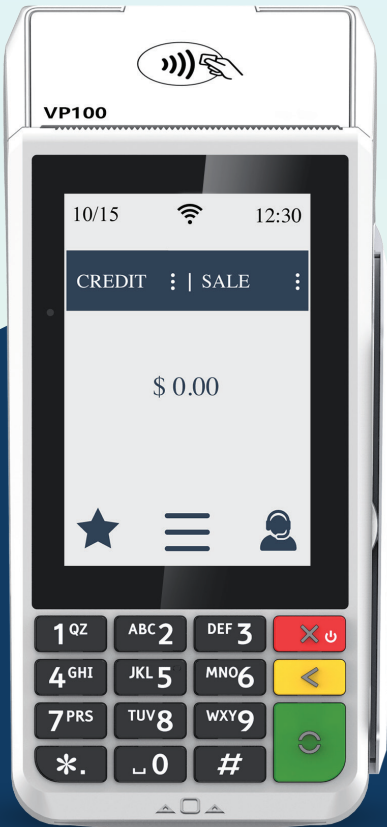 VP100
10/15 12:30
CREDIT ⋮ | SALE ⋮
$ 0.00
1 QZ ABC 2 DEF 3
4 GHI JKL 5 MNO 6
7 PRS TUV 8 WXY 9
*. ⎵ 0 #